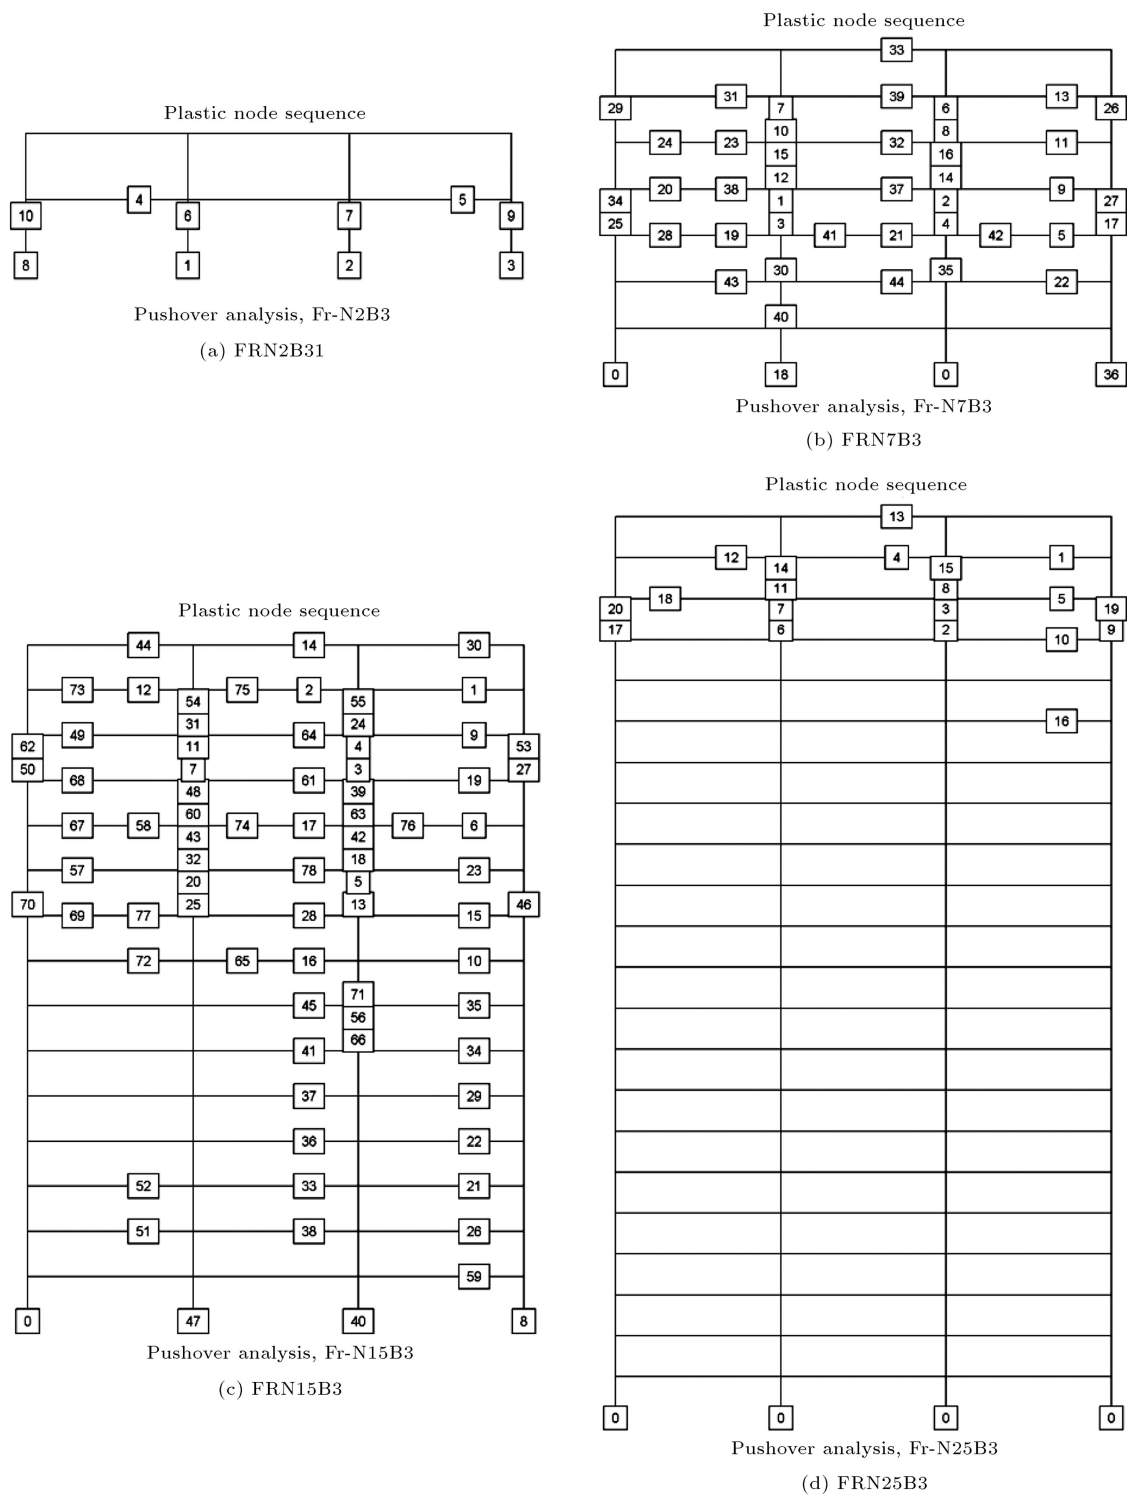 Plastic node sequence
4 5
10 6 7 9
8 1 2 3
Pushover analysis, Fr-N2B3
(a) FRN2B31
Plastic node sequence
33
31 39 13
29 7 6 26
10 8
24 23 32 11
15 16
12 14
20 38 37 9
34 1 2 27
25 3 4 17
28 19 41 21 42 5
30 35
43 44 22
40
0 18 0 36
Pushover analysis, Fr-N7B3
(b) FRN7B3
Plastic node sequence
44 14 30
73 12 75 2 1
54 55
31 24
49 64 9
62 11 4 53
50 7 3 27
68 61 19
48 39
60 63
67 58 74 17 76 6
43 42
32 18
57 78 23
20 5
70 25 13 46
69 77 28 15
72 65 16 10
71
45 35
56
66
41 34
37 29
36 22
52 33 21
51 38 26
59
0 47 40 8
Pushover analysis, Fr-N15B3
(c) FRN15B3
Plastic node sequence
13
12 4 1
14 15
11 8
18 5
20 7 3 19
17 6 2 9
10
16
0 0 0 0
Pushover analysis, Fr-N25B3
(d) FRN25B3